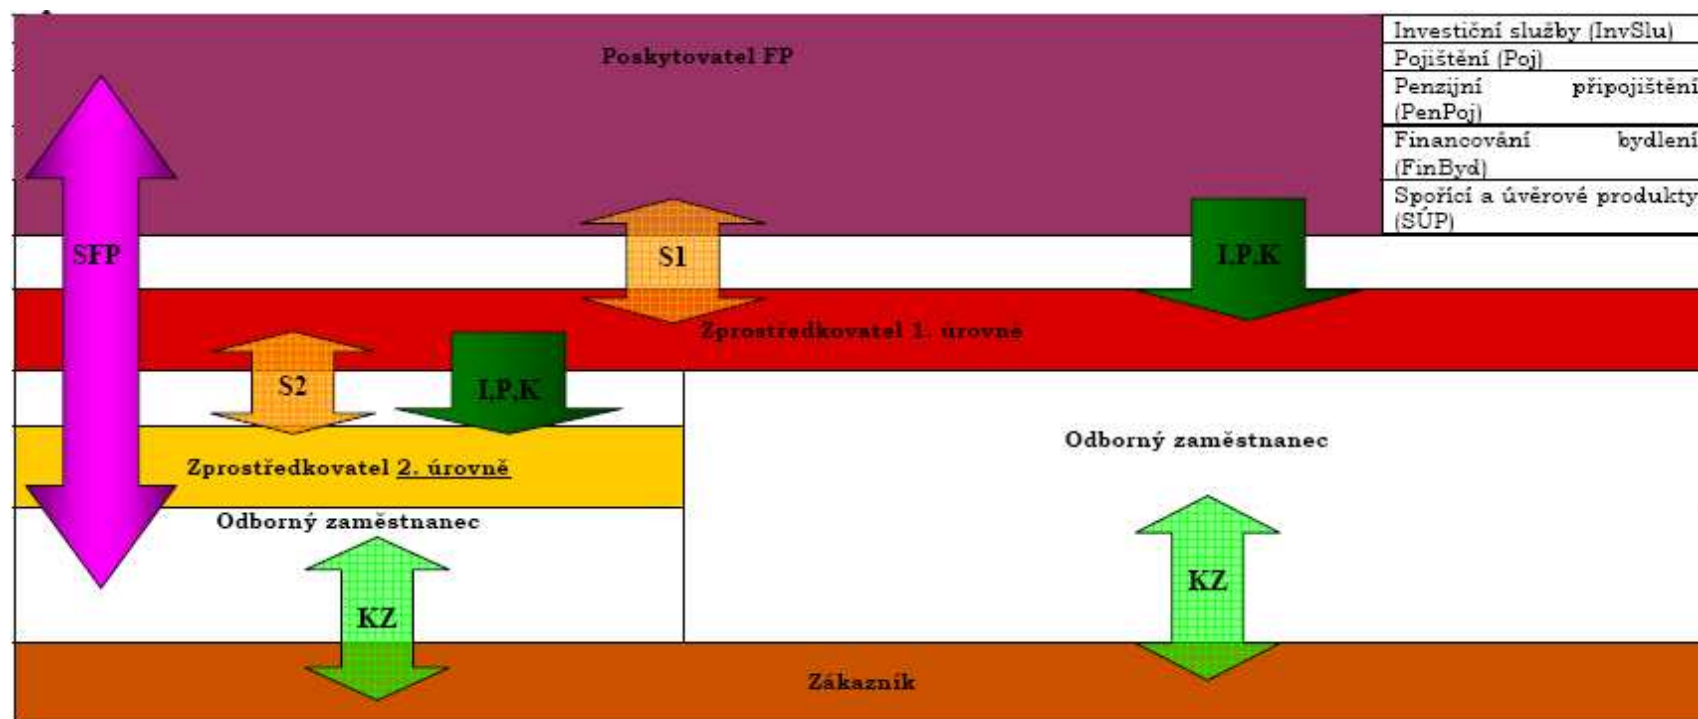 Poskytovatel FP
Investiční služby (InvSlu)
Pojištění (Poj)
Penzijní připojištění
(PenPoj)
Financování bydlení
(FinByd)
Spořící a úvěrové produkty
(SÚP)
SFP
S1
I,P,K
Zprostředkovatel 1. úrovně
S2
I,P,K
Zprostředkovatel 2. úrovně
Odborný zaměstnanec
Odborný zaměstnanec
KZ
KZ
Zákazník